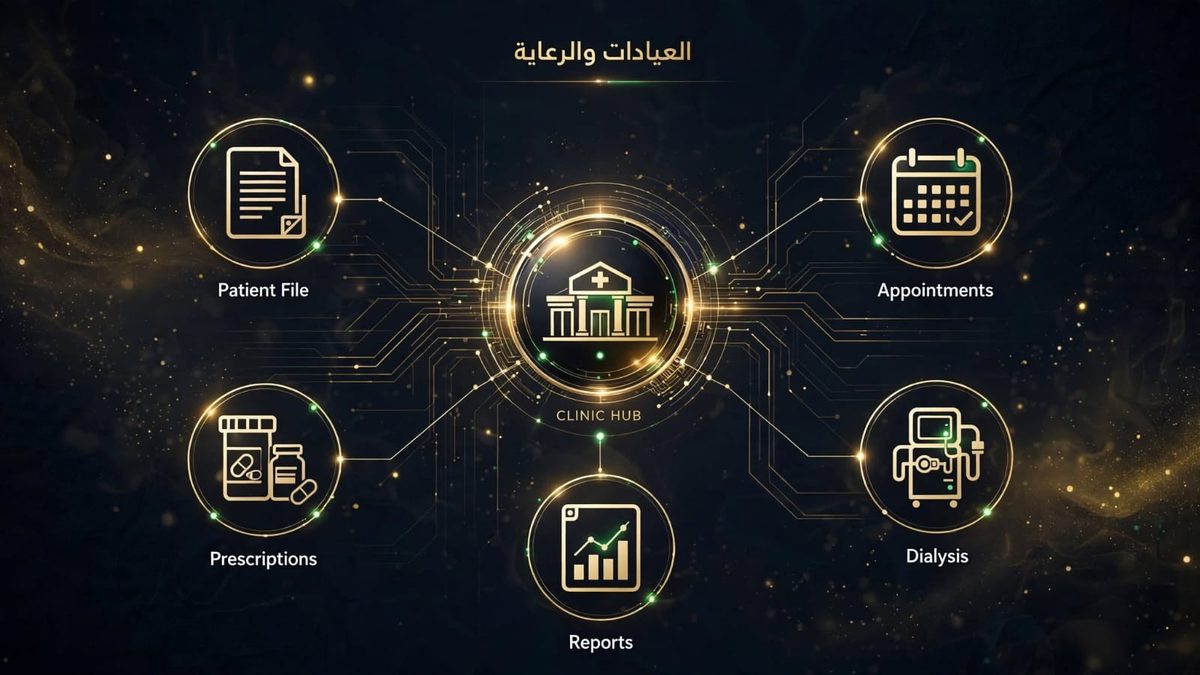 العيادات والرعاية
Patient File
Appointments
CLINIC HUB
Prescriptions
Dialysis
Reports